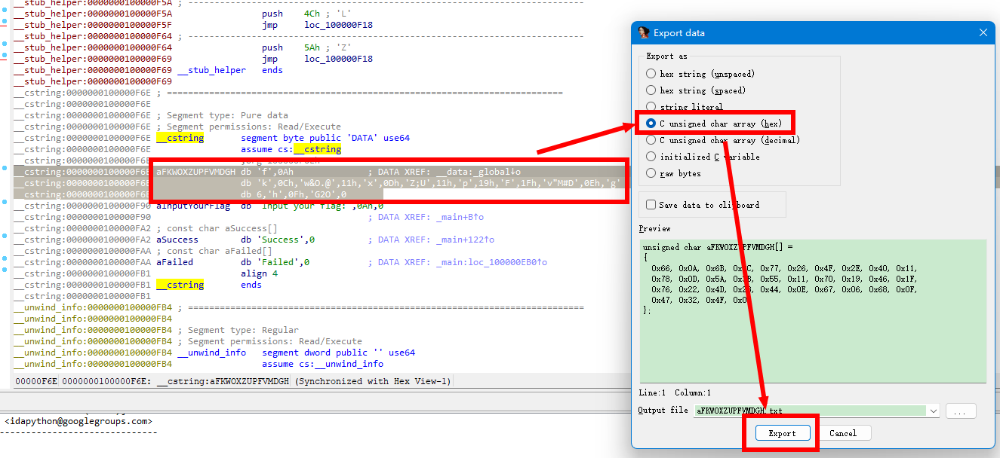 __stub_helper:0000000100000F5A ; ---------------------------------------------------------------------------
__stub_helper:0000000100000F5A push 4Ch ; 'L'
__stub_helper:0000000100000F5F jmp loc_100000F18
__stub_helper:0000000100000F64 ; ---------------------------------------------------------------------------
__stub_helper:0000000100000F64 push 5Ah ; 'Z'
__stub_helper:0000000100000F69 jmp loc_100000F18
__stub_helper:0000000100000F69 __stub_helper ends
__stub_helper:0000000100000F69
__cstring:0000000100000F6E ; ===========================================================================
__cstring:0000000100000F6E
__cstring:0000000100000F6E ; Segment type: Pure data
__cstring:0000000100000F6E ; Segment permissions: Read/Execute
__cstring:0000000100000F6E __cstring segment byte public 'DATA' use64
__cstring:0000000100000F6E assume cs:__cstring
__cstring:0000000100000F6E ;org 100000F6Eh
__cstring:0000000100000F6E aFKWOXZUPFVMDGH db 'f',0Ah ; DATA XREF: __data:_global↓o
__cstring:0000000100000F6E db 'k',0Ch,'w&O.@',11h,'x',0Dh,'Z;U',11h,'p',19h,'F',1Fh,'v"M#D',0Eh,'g'
__cstring:0000000100000F6E db 6,'h',0Fh,'G2O',0
__cstring:0000000100000F90 aInputYourFlag db 'Input your flag:',0Ah,0
__cstring:0000000100000F90 ; DATA XREF: _main+B↑o
__cstring:0000000100000FA2 ; const char aSuccess[]
__cstring:0000000100000FA2 aSuccess db 'Success',0 ; DATA XREF: _main+122↑o
__cstring:0000000100000FAA ; const char aFailed[]
__cstring:0000000100000FAA aFailed db 'Failed',0 ; DATA XREF: _main:loc_100000EB0↑o
__cstring:0000000100000FB1 align 4
__cstring:0000000100000FB1 __cstring ends
__cstring:0000000100000FB1
__unwind_info:0000000100000FB4 ; ===========================================================================
__unwind_info:0000000100000FB4
__unwind_info:0000000100000FB4 ; Segment type: Regular
__unwind_info:0000000100000FB4 ; Segment permissions: Read/Execute
__unwind_info:0000000100000FB4 __unwind_info segment dword public '' use64
__unwind_info:0000000100000FB4 assume cs:__unwind_info
00000F6E 0000000100000F6E: __cstring:aFKWOXZUPFVMDGH (Synchronized with Hex View-1)
<idapython@googlegroups.com>
-----------------------------
Export data
Export as
hex string (unspaced)
hex string (spaced)
string literal
C unsigned char array (hex)
C unsigned char array (decimal)
initialized C variable
raw bytes
Save data to clipboard
Preview
unsigned char aFKWOXZUPFVMDGH[] =
{
0x66, 0x0A, 0x6B, 0x0C, 0x77, 0x26, 0x4F, 0x2E, 0x40, 0x11,
0x78, 0x0D, 0x5A, 0x3B, 0x55, 0x11, 0x70, 0x19, 0x46, 0x1F,
0x76, 0x22, 0x4D, 0x23, 0x44, 0x0E, 0x67, 0x06, 0x68, 0x0F,
0x47, 0x32, 0x4F, 0x0
};
Line:1 Column:1
Output file aFKWOXZUPFVMDGH.txt
...
Export Cancel